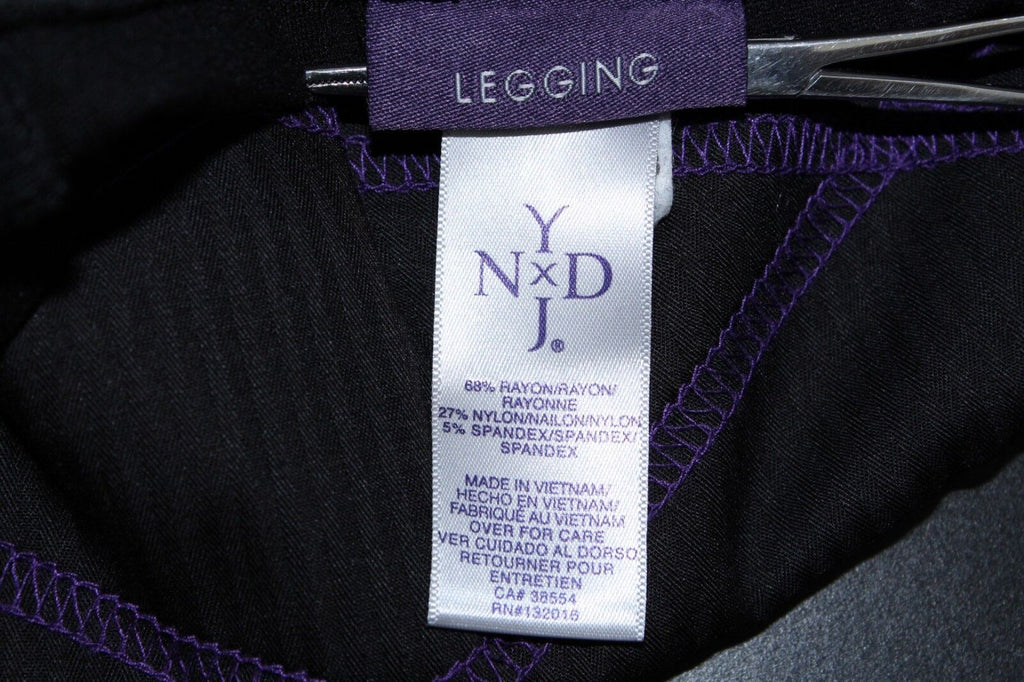 LEGGING
Y
N x D
J®
68% RAYON/RAYON/
RAYONNE
27% NYLON/NAILON/NYLON
5% SPANDEX/SPANDEX/
SPANDEX
MADE IN VIETNAM/
HECHO EN VIETNAM/
FABRIQUÉ AU VIETNAM
OVER FOR CARE
VER CUIDADO AL DORSO
RETOURNER POUR
ENTRETIEN
CA# 38554
RN#132016